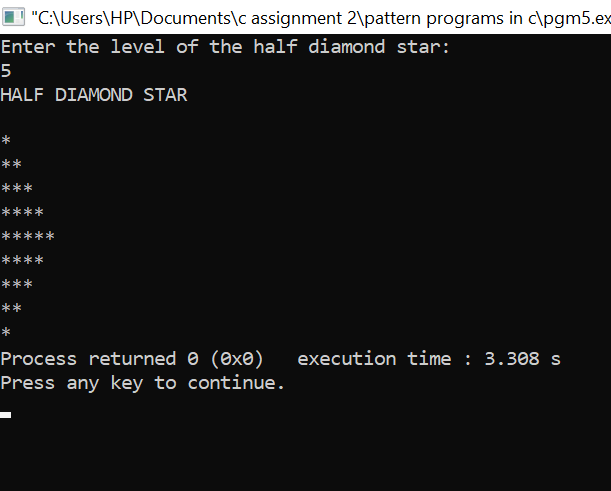 "C:\Users\HP\Documents\c assignment 2\pattern programs in c\pgm5.ex
Enter the level of the half diamond star:
5
HALF DIAMOND STAR

*
**
***
****
*****
****
***
**
*
Process returned 0 (0x0)   execution time : 3.308 s
Press any key to continue.